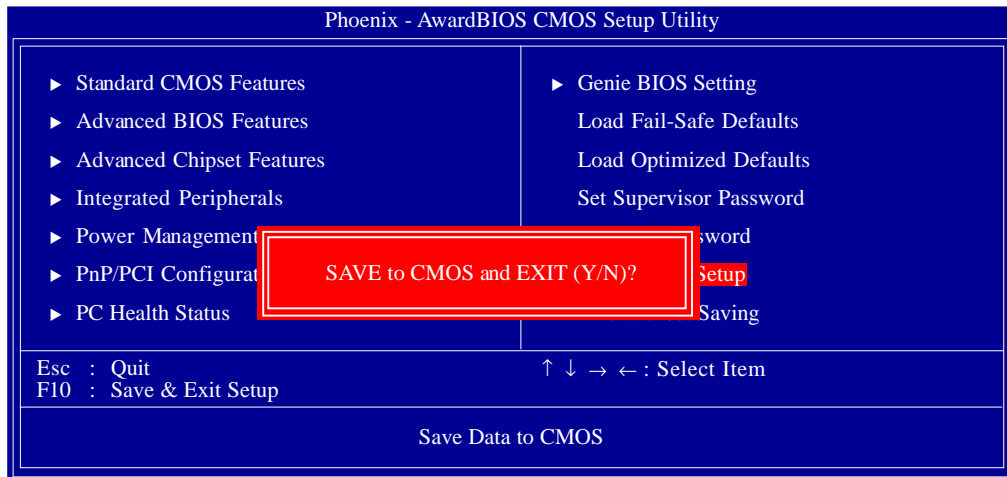 Phoenix - AwardBIOS CMOS Setup Utility
▶ Standard CMOS Features
▶ Advanced BIOS Features
▶ Advanced Chipset Features
▶ Integrated Peripherals
▶ Power Management
▶ PnP/PCI
▶ PC Health Status
▶ Genie BIOS Setting
Load Fail-Safe Defaults
Load Optimized Defaults
Set Supervisor Password
Setup
Saving
SAVE to CMOS and EXIT (Y/N)?
Esc : Quit
F10 : Save & Exit Setup
↑ ↓ → ← : Select Item
Save Data to CMOS